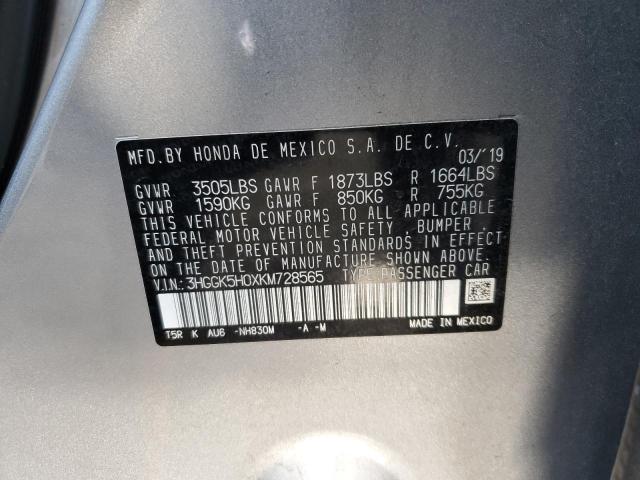 MFD.BY HONDA DE MEXICO S.A. DE C.V.
03/'19
GVWR 3505LBS GAWR F 1873LBS R 1664LBS
GVWR 1590KG GAWR F 850KG R 755KG
THIS VEHICLE CONFORMS TO ALL APPLICABLE
FEDERAL MOTOR VEHICLE SAFETY, BUMPER,
AND THEFT PREVENTION STANDARDS IN EFFECT
ON THE DATE OF MANUFACTURE SHOWN ABOVE.
V.I.N.: 3HGGK5H0XKM728565 TYPE:PASSENGER CAR
T5R K AU6 -NH830M -A -M
MADE IN MEXICO